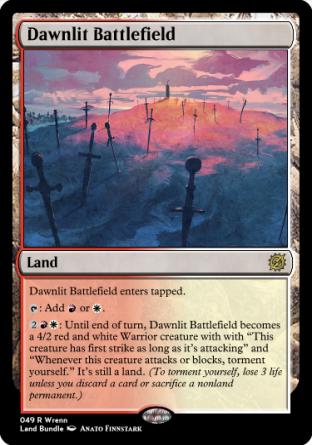 Dawnlit Battlefield
Land
Dawnlit Battlefield enters tapped.
: Add or .
2 : Until end of turn, Dawnlit Battlefield becomes
a 4/2 red and white Warrior creature with with “This
creature has first strike as long as it’s attacking” and
“Whenever this creature attacks or blocks, torment
yourself.” It’s still a land. (To torment yourself, lose 3 life
unless you discard a card or sacrifice a nonland
permanent.)
049 R Wrenn
Land Bundle Anato Finnstark